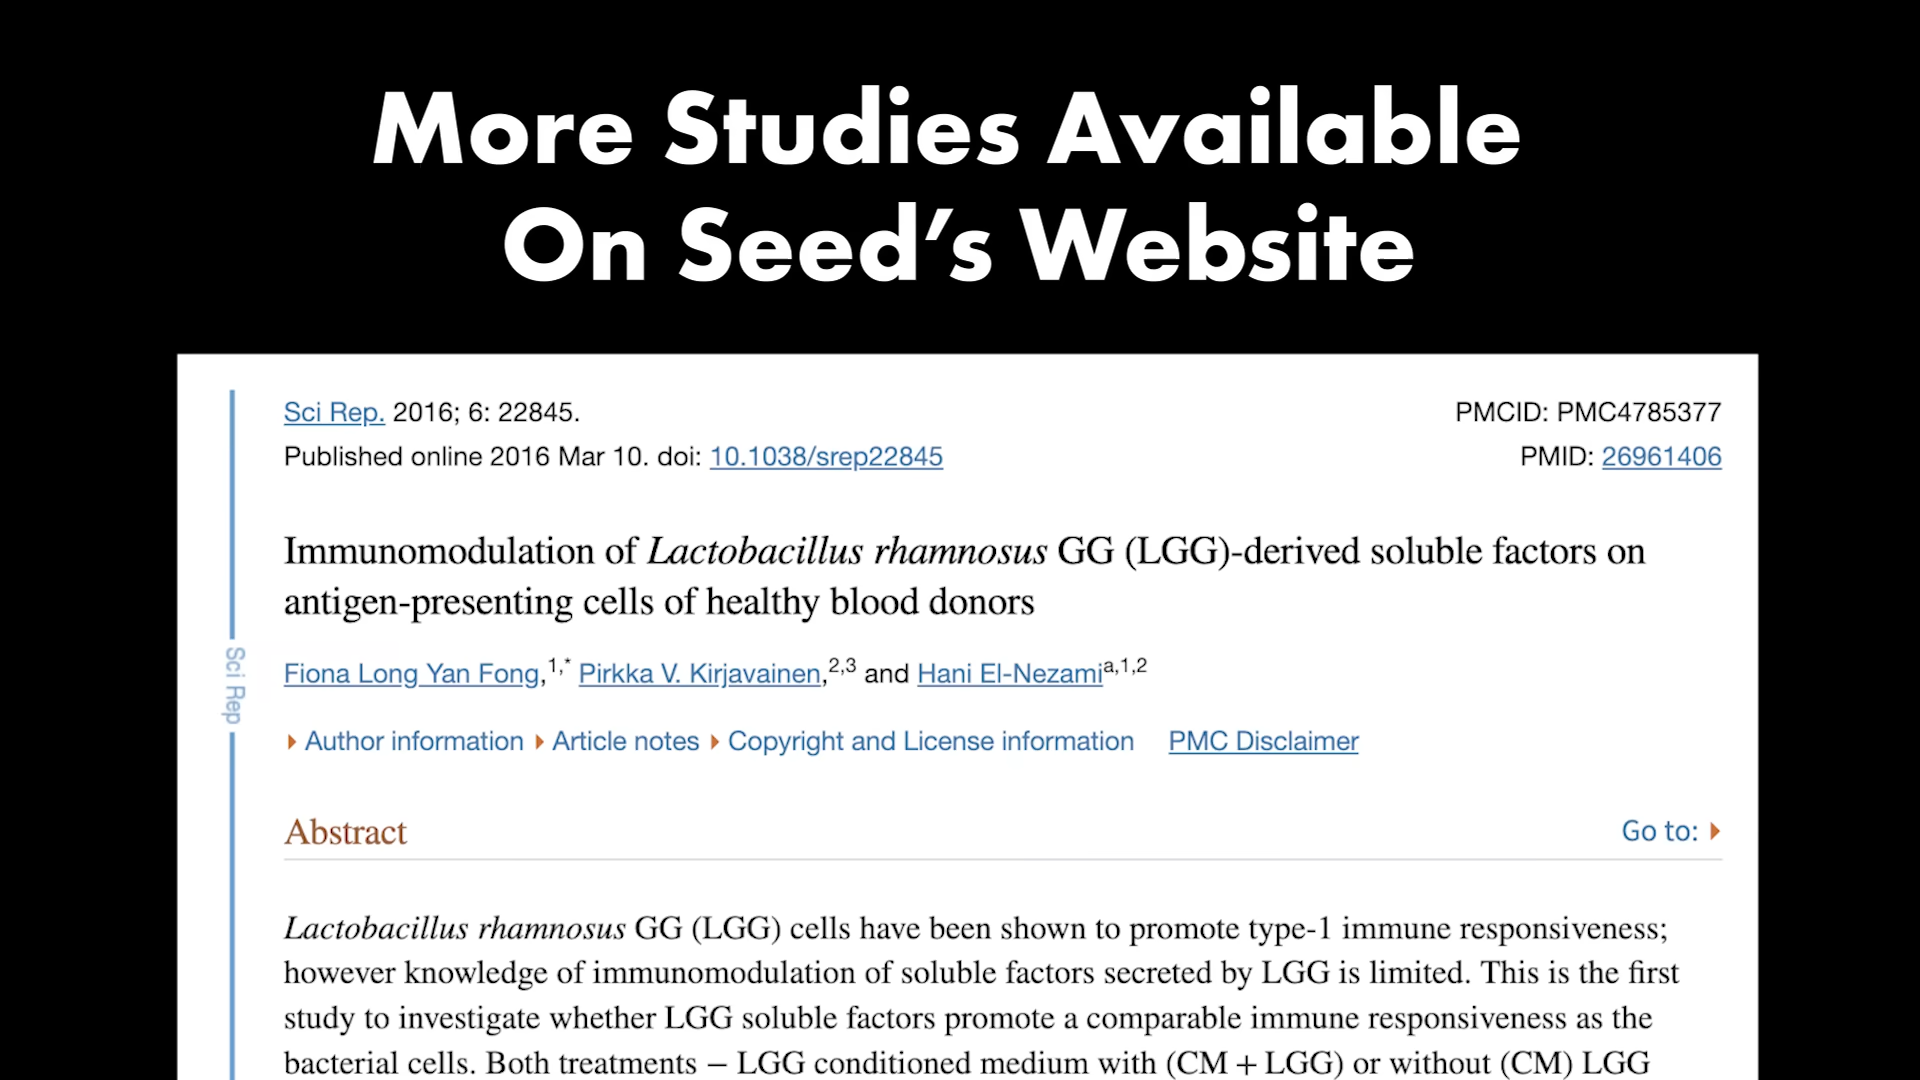 More Studies Available
On Seed’s Website
Sci Rep. 2016; 6: 22845.
PMCID: PMC4785377
Published online 2016 Mar 10. doi: 10.1038/srep22845
PMID: 26961406
Immunomodulation of Lactobacillus rhamnosus GG (LGG)-derived soluble factors on
antigen-presenting cells of healthy blood donors
Sci Rep
Fiona Long Yan Fong,1,* Pirkka V. Kirjavainen,2,3 and Hani El-Nezamia,1,2
Author information Article notes Copyright and License information PMC Disclaimer
Abstract
Go to:
Lactobacillus rhamnosus GG (LGG) cells have been shown to promote type-1 immune responsiveness;
however knowledge of immunomodulation of soluble factors secreted by LGG is limited. This is the first
study to investigate whether LGG soluble factors promote a comparable immune responsiveness as the
bacterial cells. Both treatments – LGG conditioned medium with (CM + LGG) or without (CM) LGG